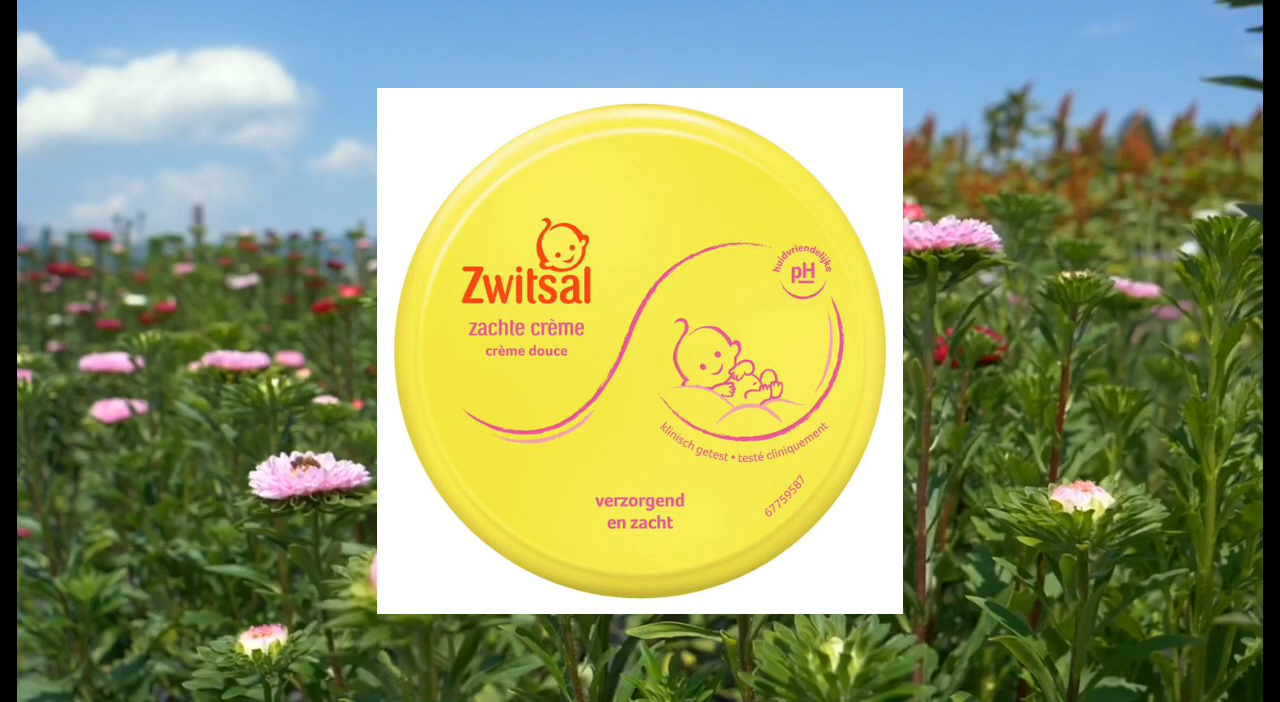 Zwitsal
zachte crème
crème douce
huidvriendelijke
pH
klinisch getest • testé cliniquement
67759587
verzorgend
en zacht